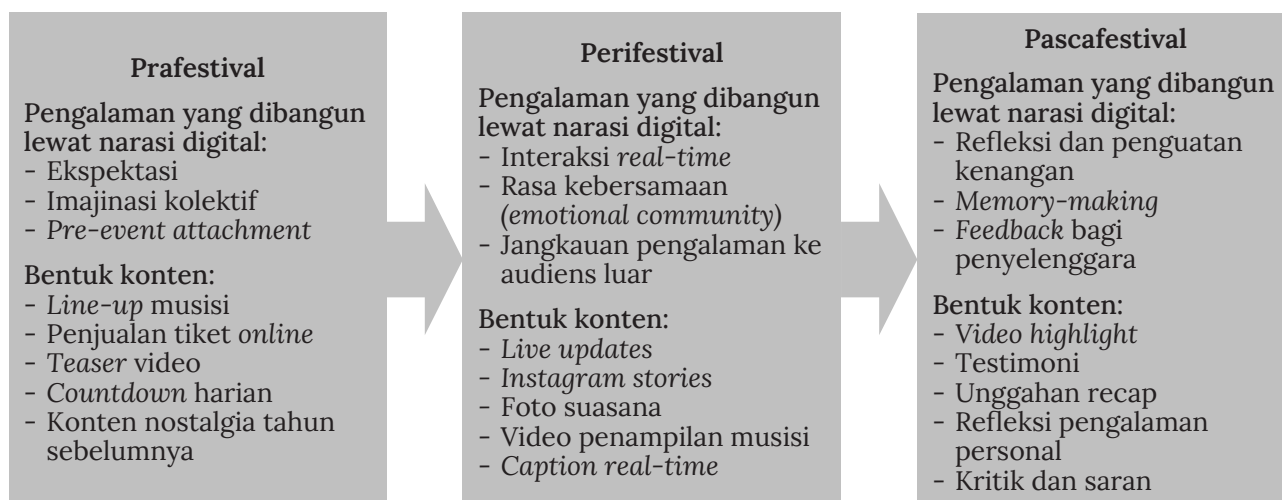 Prafestival
Pengalaman yang dibangun
lewat narasi digital:
- Ekspektasi
- Imajinasi kolektif
- Pre-event attachment
Bentuk konten:
- Line-up musisi
- Penjualan tiket online
- Teaser video
- Countdown harian
- Konten nostalgia tahun
sebelumnya
Perifestival
Pengalaman yang dibangun
lewat narasi digital:
- Interaksi real-time
- Rasa kebersamaan
(emotional community)
- Jangkauan pengalaman ke
audiens luar
Bentuk konten:
- Live updates
- Instagram stories
- Foto suasana
- Video penampilan musisi
- Caption real-time
Pascafestival
Pengalaman yang dibangun
lewat narasi digital:
- Refleksi dan penguatan
kenangan
- Memory-making
- Feedback bagi
penyelenggara
Bentuk konten:
- Video highlight
- Testimoni
- Unggahan recap
- Refleksi pengalaman
personal
- Kritik dan saran